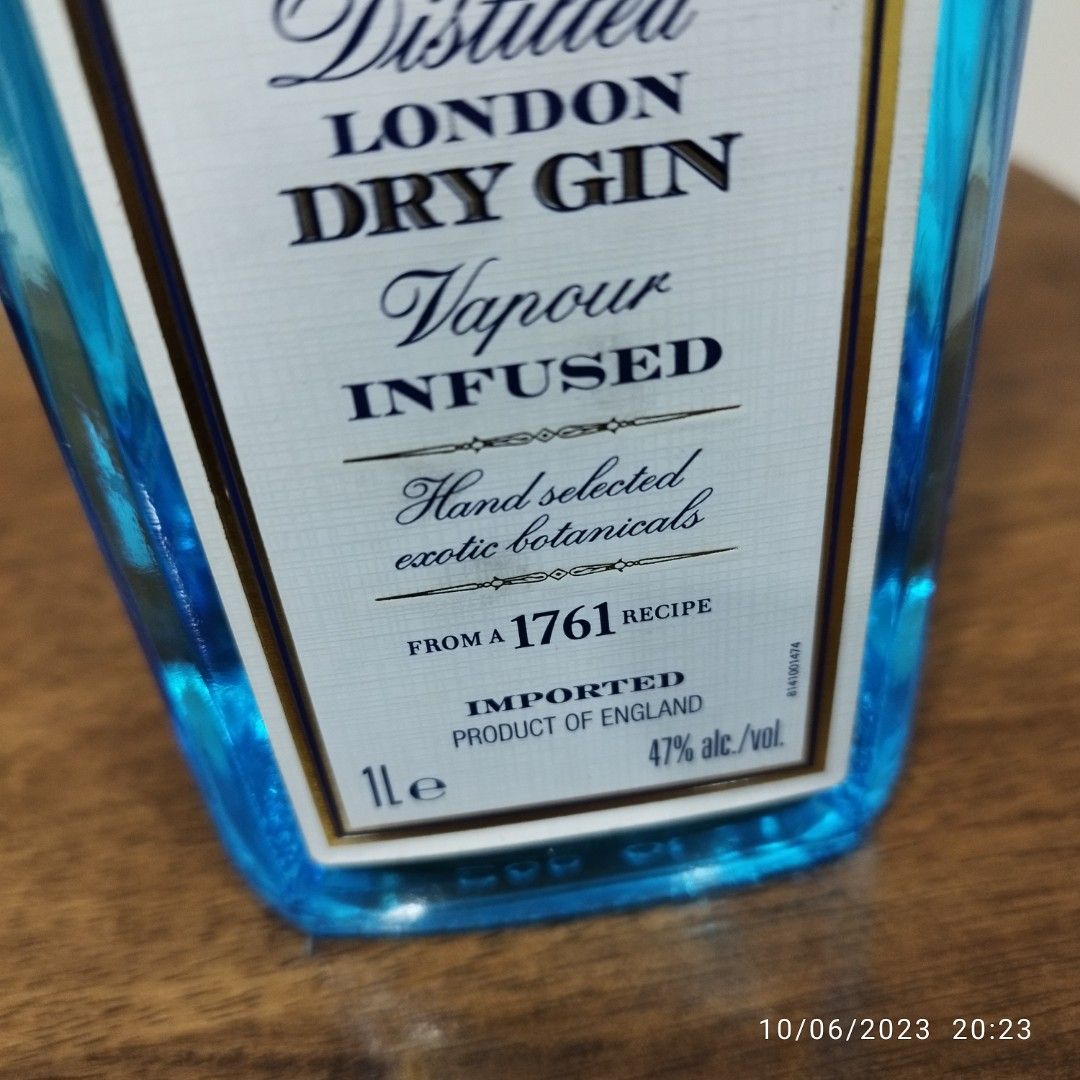 Distilled
LONDON
DRY GIN
Vapour
INFUSED
Hand selected
exotic botanicals
FROM A 1761 RECIPE
IMPORTED
PRODUCT OF ENGLAND
47% alc./vol.
1L e
8141001474
10/06/2023 20:23